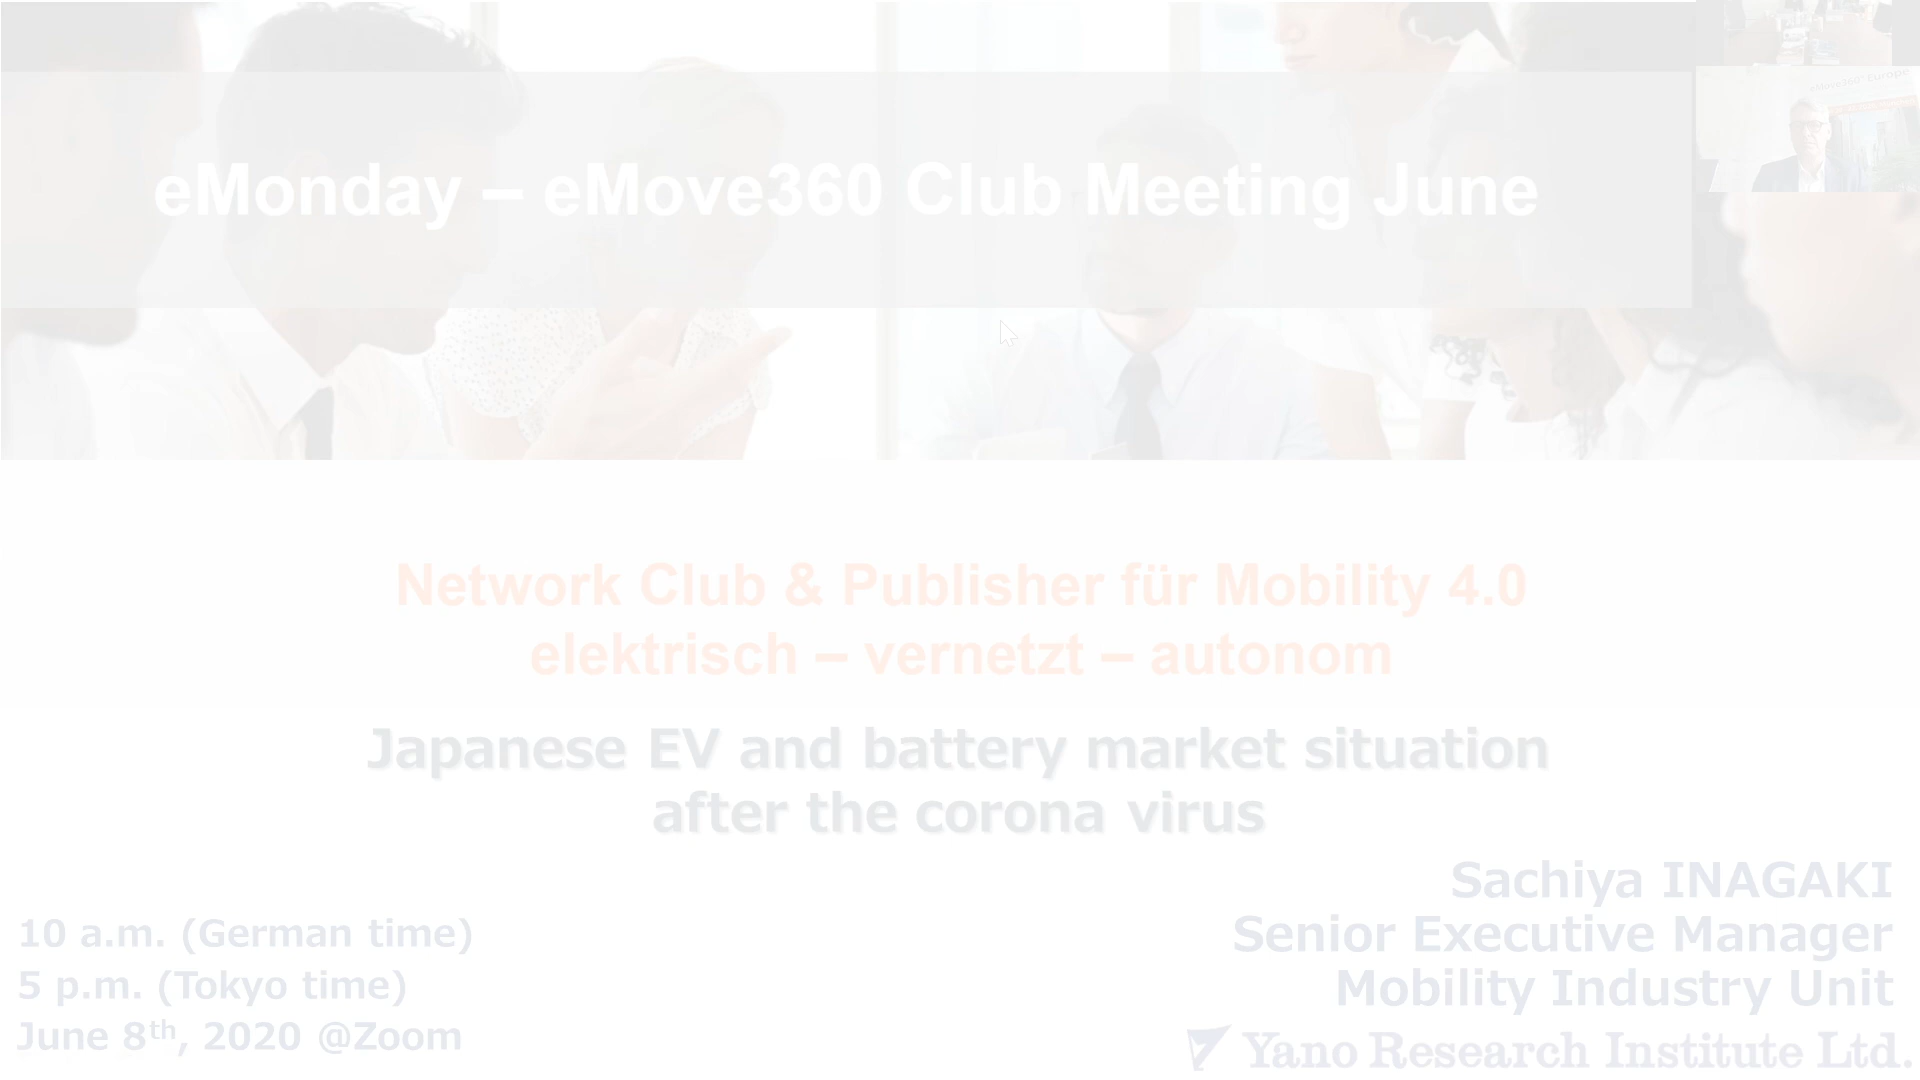 eMove360° Europe
eMonday – eMove360 Club Meeting June
Network Club & Publisher für Mobility 4.0
elektrisch – vernetzt – autonom
Japanese EV and battery market situation
after the corona virus
Sachiya INAGAKI
Senior Executive Manager
Mobility Industry Unit
Yano Research Institute Ltd.
10 a.m. (German time)
5 p.m. (Tokyo time)
June 8th, 2020 @Zoom